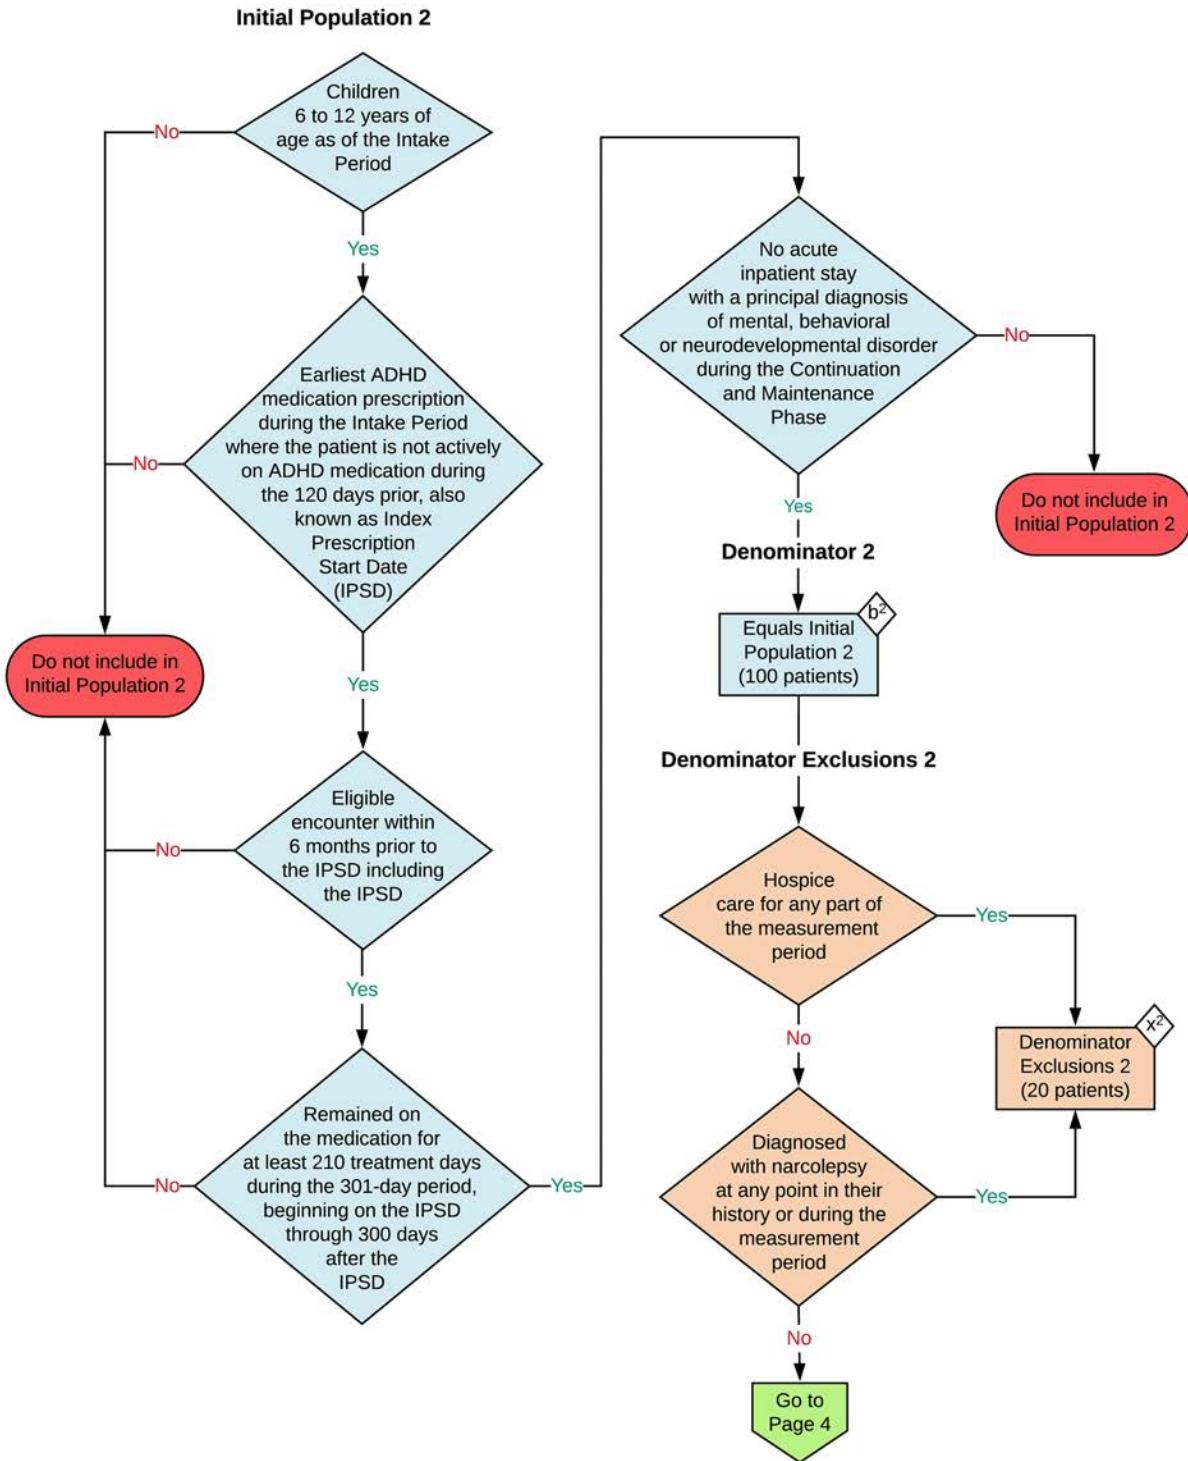 Initial Population 2
Children
6 to 12 years of
age as of the Intake
Period
No
Yes
Earliest ADHD
medication prescription
during the Intake Period
where the patient is not actively
on ADHD medication during
the 120 days prior, also
known as Index
Prescription
Start Date
(IPSD)
No
Do not include in
Initial Population 2
Yes
Eligible
encounter within
6 months prior to
the IPSD including
the IPSD
No
Yes
Remained on
the medication for
at least 210 treatment days
during the 301-day period,
beginning on the IPSD
through 300 days
after the
IPSD
No
Yes
No acute
inpatient stay
with a principal diagnosis
of mental, behavioral
or neurodevelopmental disorder
during the Continuation
and Maintenance
Phase
No
Do not include in
Initial Population 2
Yes
Denominator 2
b²
Equals Initial
Population 2
(100 patients)
Denominator Exclusions 2
Hospice
care for any part of
the measurement
period
Yes
No
x²
Denominator
Exclusions 2
(20 patients)
Diagnosed
with narcolepsy
at any point in their
history or during the
measurement
period
Yes
No
Go to
Page 4